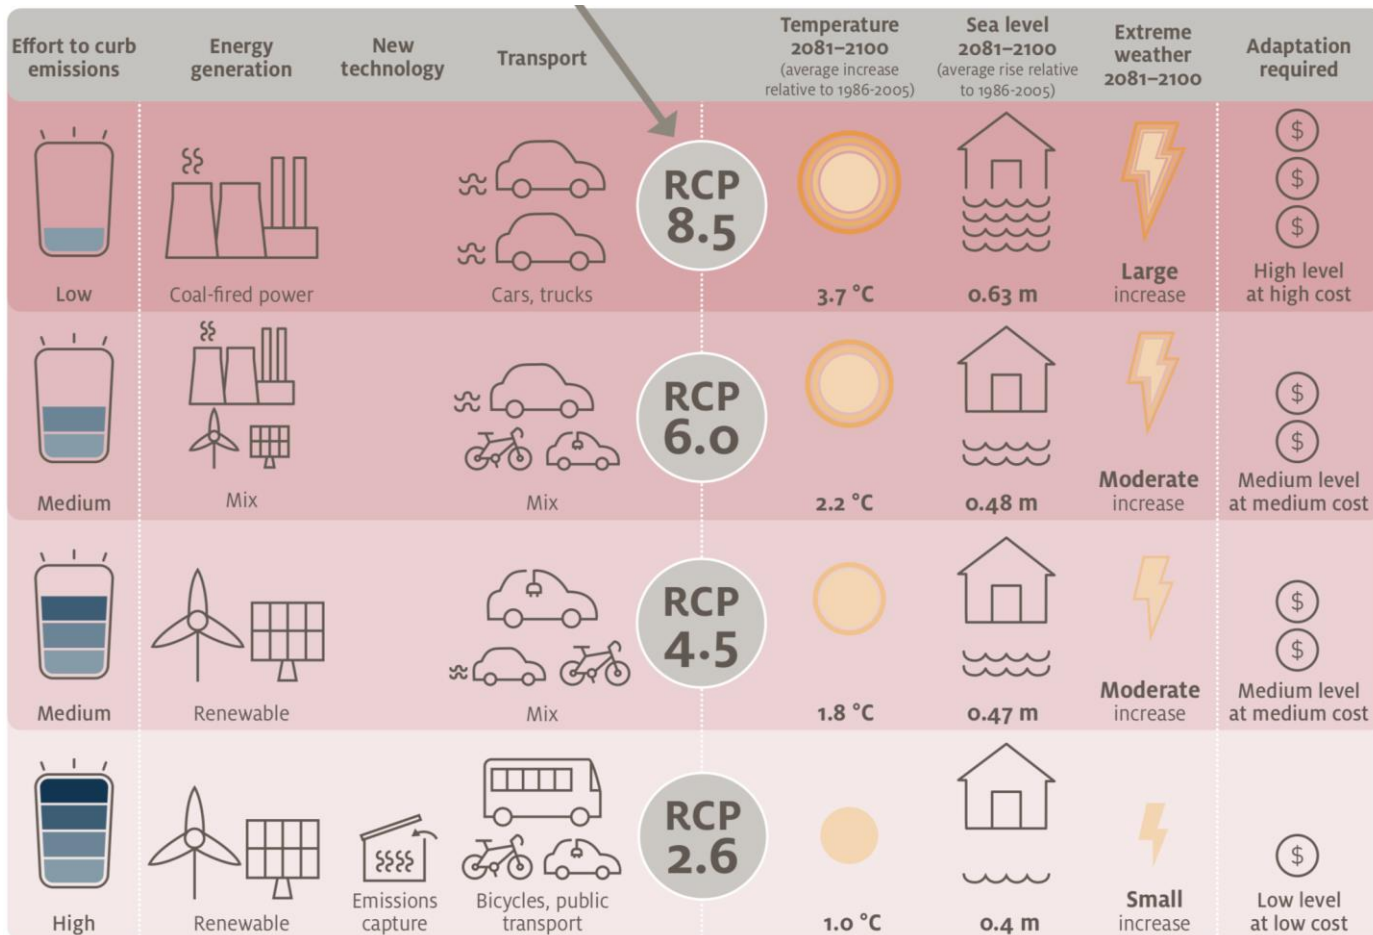 Effort to curb
emissions
Energy
generation
New
technology
Transport
Temperature
2081–2100
(average increase
relative to 1986-2005)
Sea level
2081–2100
(average rise relative
to 1986-2005)
Extreme
weather
2081–2100
Adaptation
required
Low
Coal-fired power
Cars, trucks
RCP
8.5
3.7 °C
0.63 m
Large
increase
$
$
$
High level
at high cost
Medium
Mix
Mix
RCP
6.0
2.2 °C
0.48 m
Moderate
increase
$
$
Medium level
at medium cost
Medium
Renewable
Mix
RCP
4.5
1.8 °C
0.47 m
Moderate
increase
$
$
Medium level
at medium cost
High
Renewable
Emissions
capture
Bicycles, public
transport
RCP
2.6
1.0 °C
0.4 m
Small
increase
$
Low level
at low cost